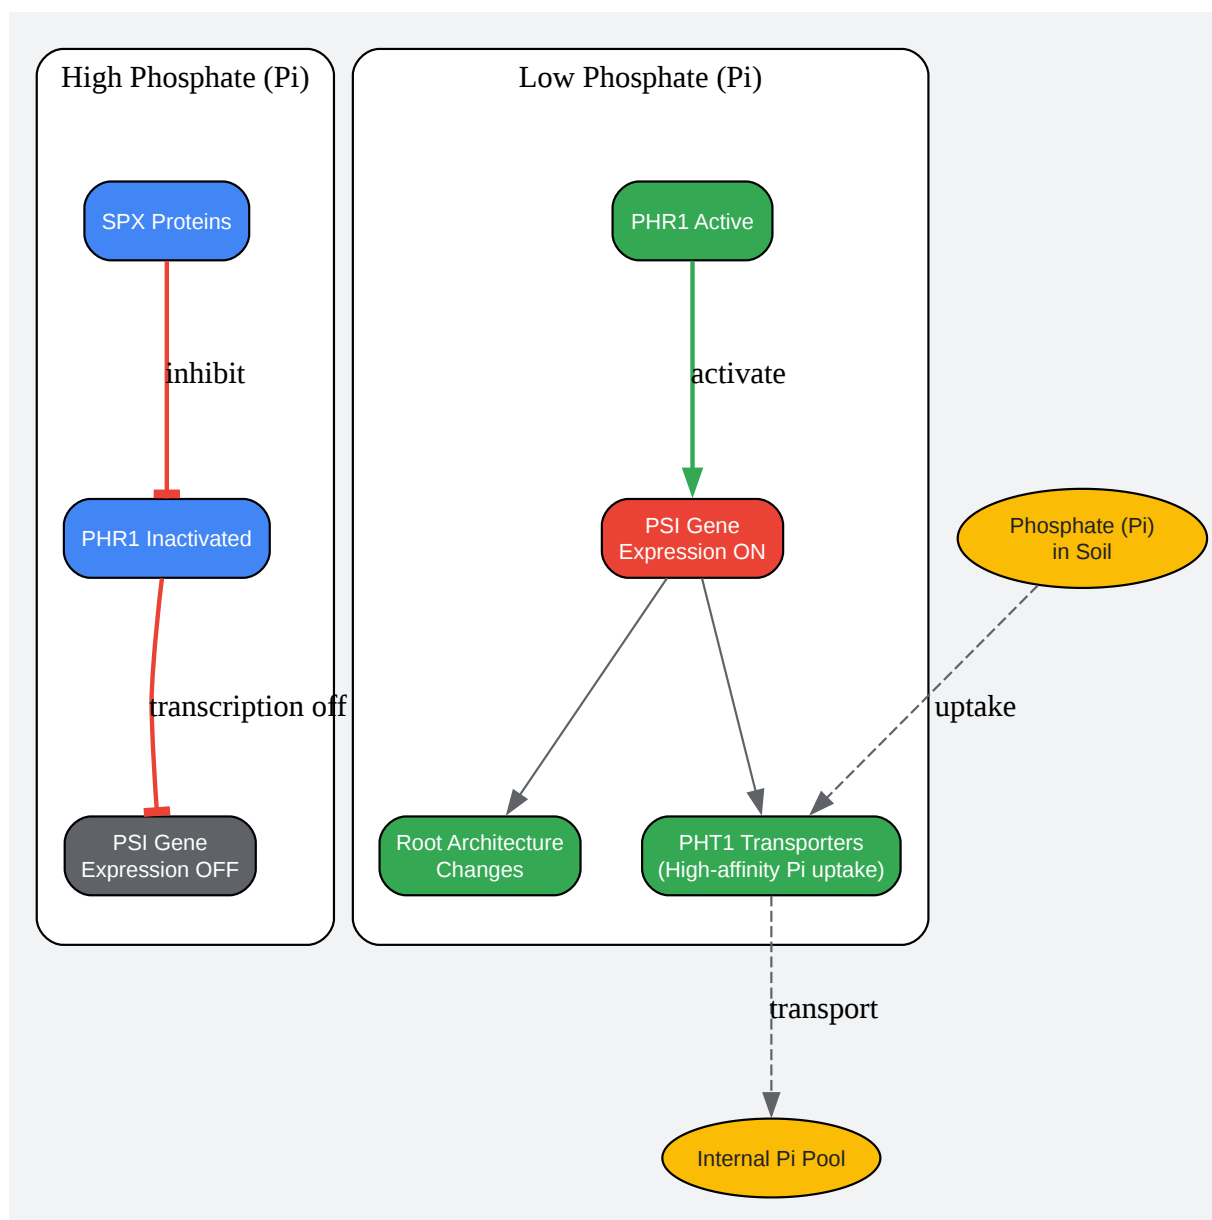 High Phosphate (Pi)
Low Phosphate (Pi)
SPX Proteins
PHR1 Active
inhibit
activate
PHR1 Inactivated
PSI Gene
Expression ON
Phosphate (Pi)
in Soil
transcription off
uptake
PSI Gene
Expression OFF
Root Architecture
Changes
PHT1 Transporters
(High-affinity Pi uptake)
transport
Internal Pi Pool